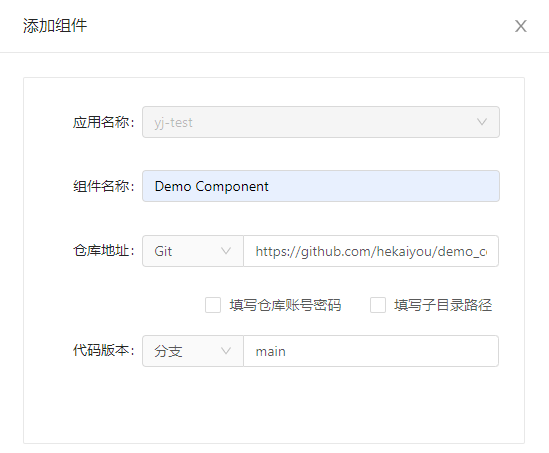 添加组件
应用名称: yj-test
组件名称: Demo Component
仓库地址: Git https://github.com/hekaiyou/demo_c
填写仓库账号密码 填写子目录路径
代码版本: 分支 main